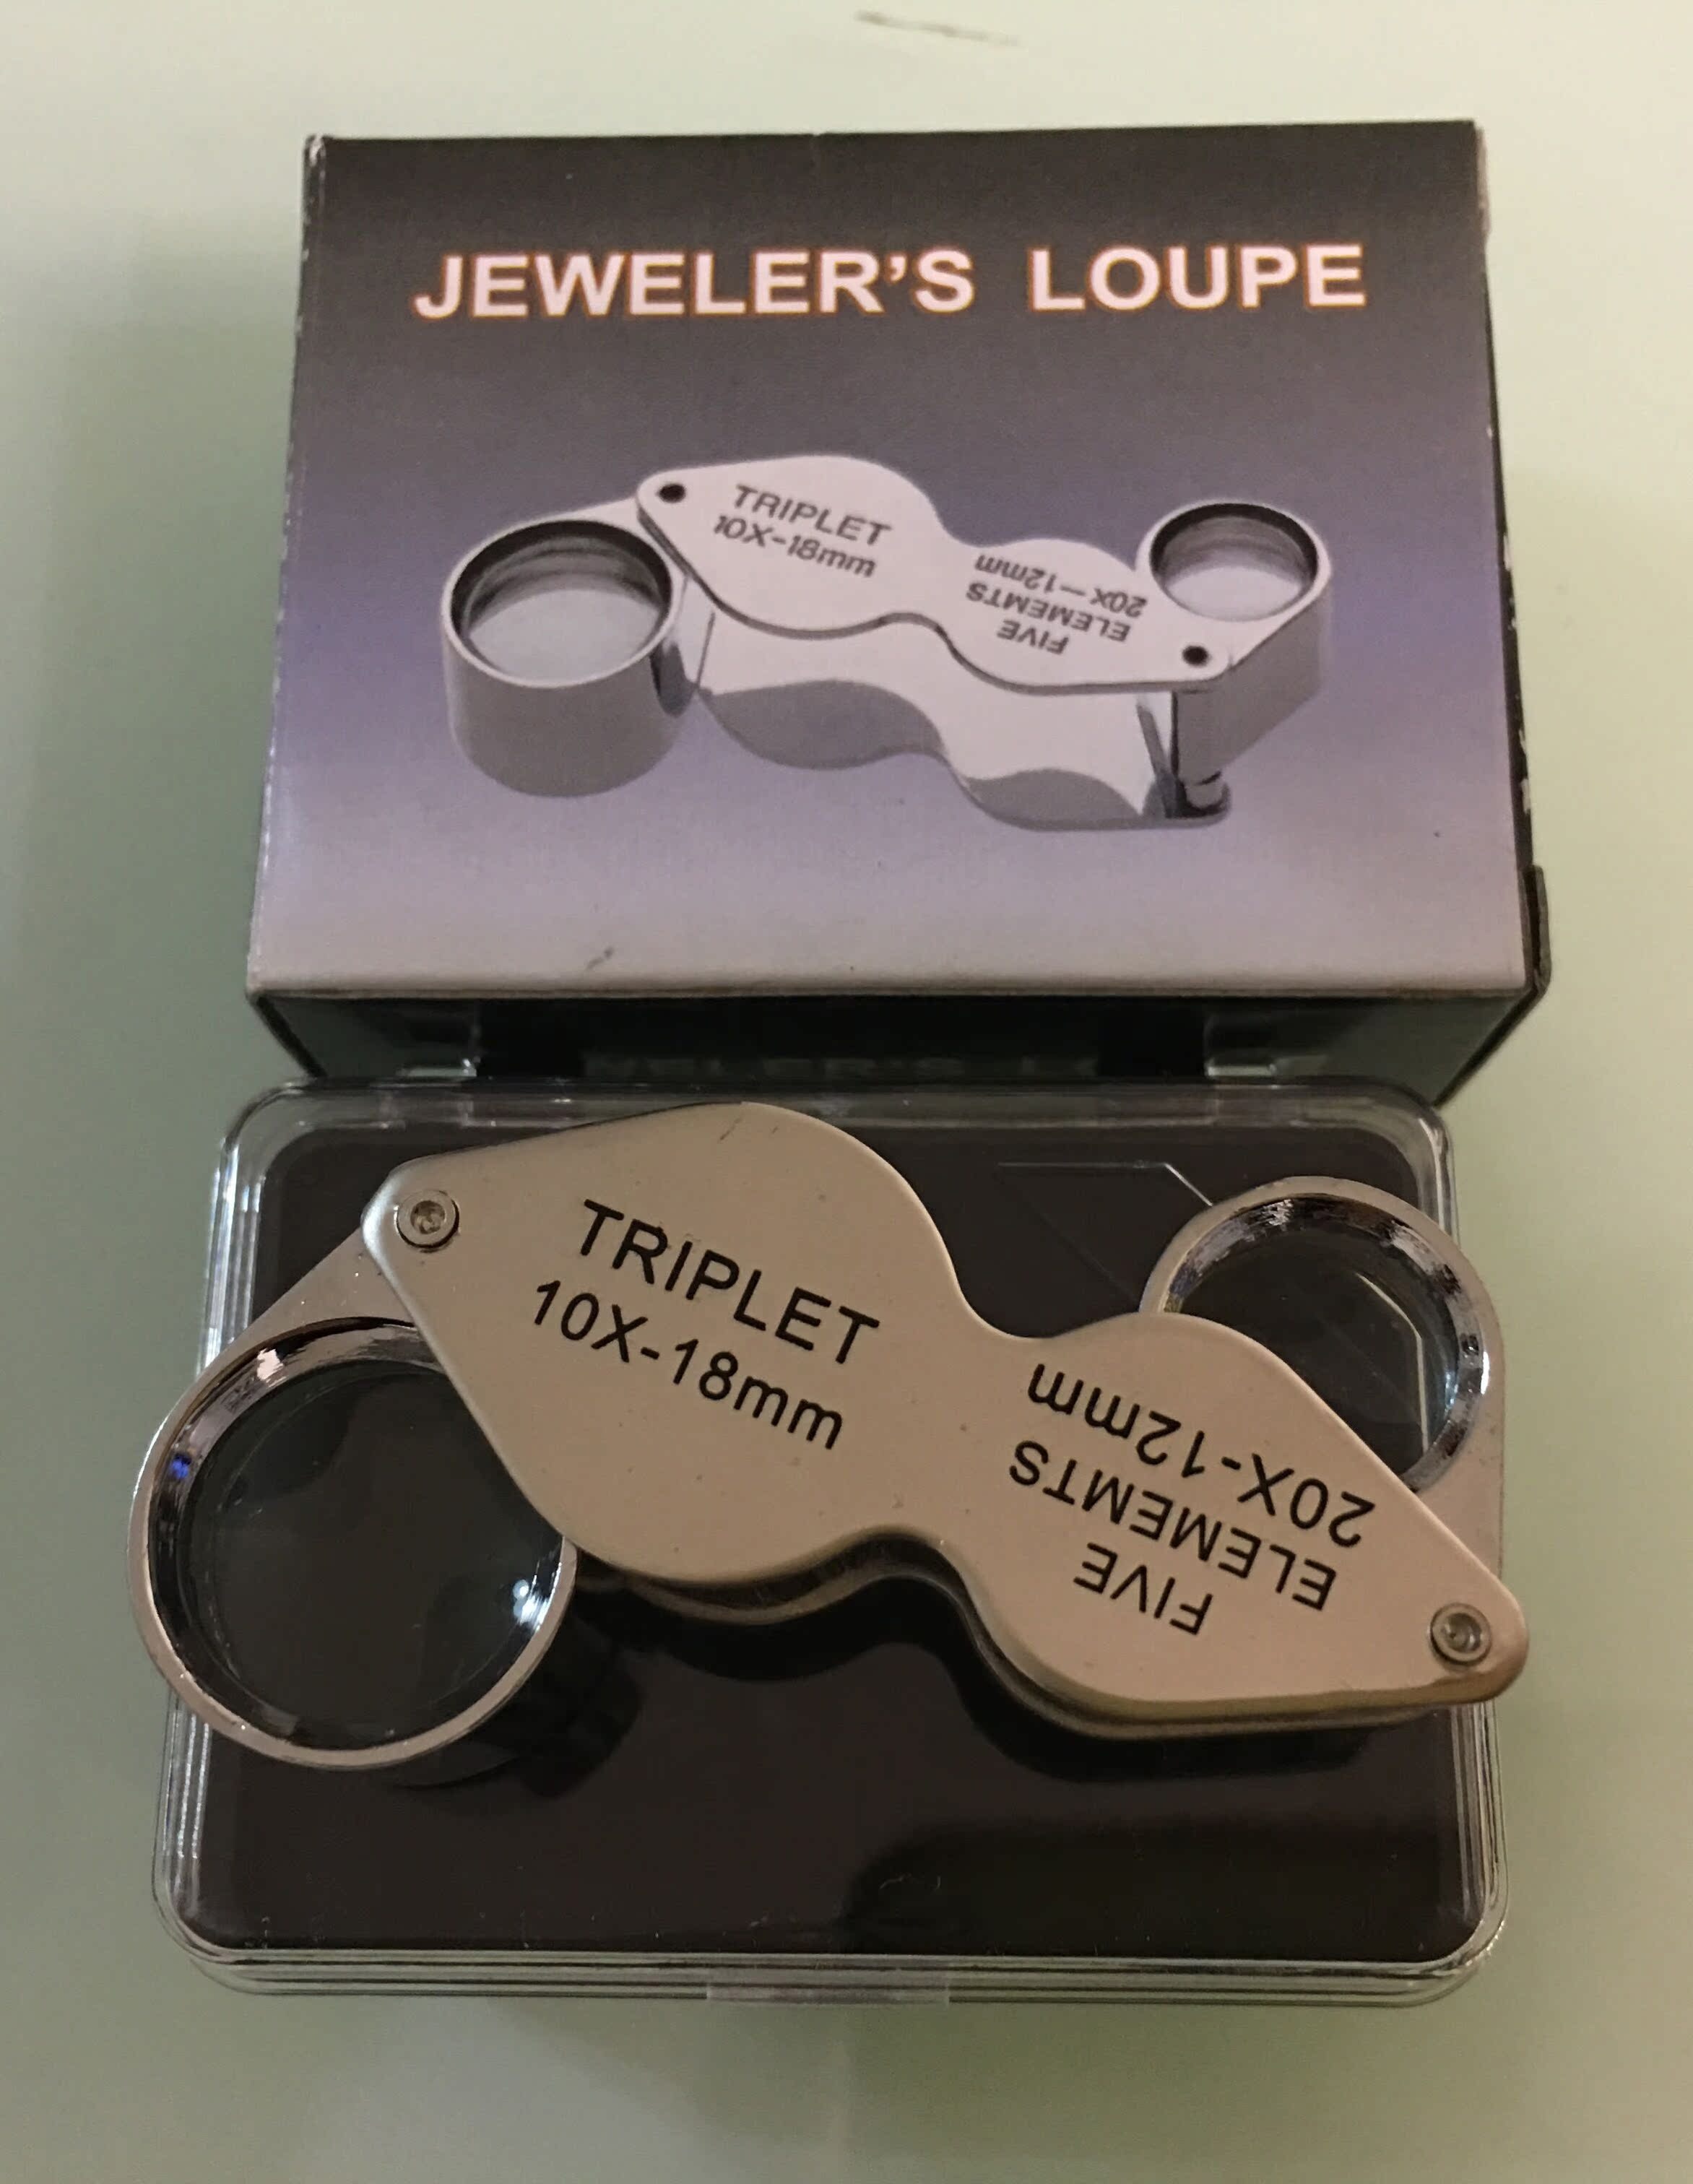 JEWELER'S LOUPE
TRIPLET
10X-18mm
FIVE
ELEMEMTS
20X—12mm
TRIPLET
10X-18mm
FIVE
ELEMEMTS
20X-12mm